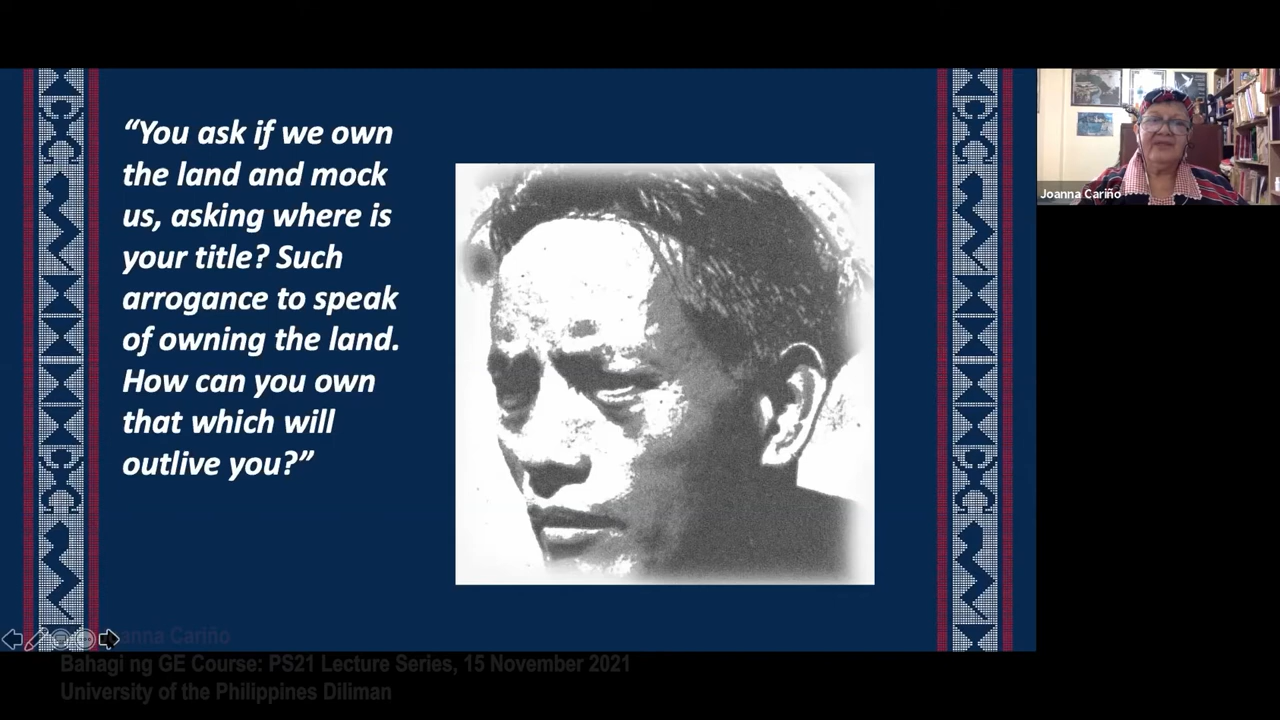 “You ask if we own
the land and mock
us, asking where is
your title? Such
arrogance to speak
of owning the land.
How can you own
that which will
outlive you?”
Joanna Cariño
anna Cariño
Bahagi ng GE Course: PS21 Lecture Series, 15 November 2021
University of the Philippines Diliman